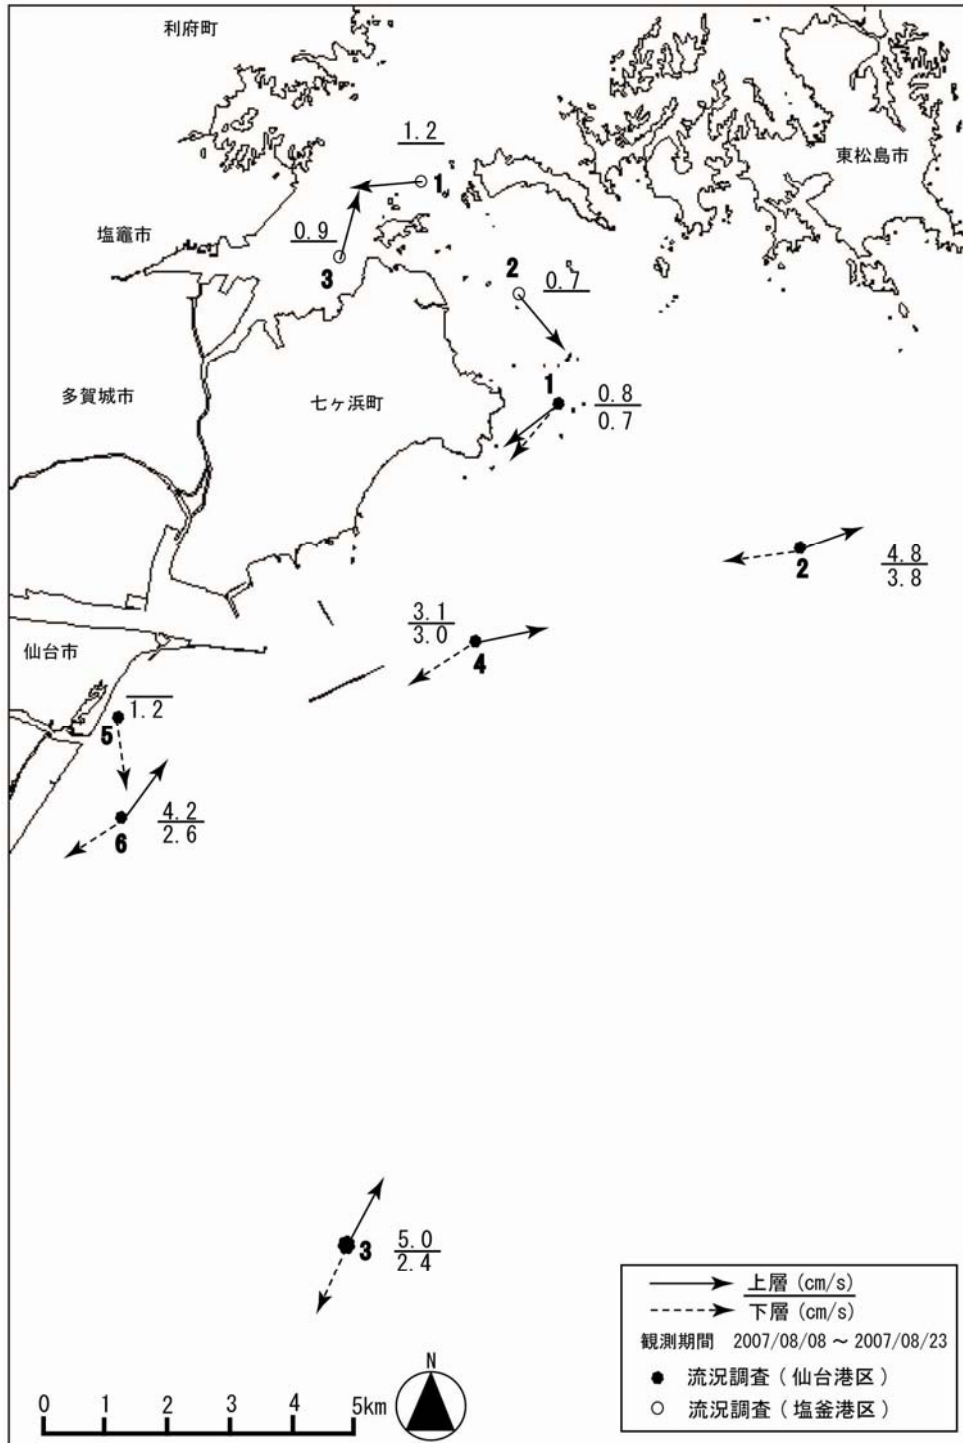 利府町
1.2
東松島市
1
塩竈市
0.9
3
2
0.7
多賀城市
七ヶ浜町
1
0.8
0.7
2
4.8
3.8
3.1
3.0
4
仙台市
5
1.2
6
4.2
2.6
3
5.0
2.4
上層 (cm/s)
下層 (cm/s)
観測期間 2007/08/08 ~ 2007/08/23
流況調査 ( 仙台港区 )
流況調査 ( 塩釜港区 )
0 1 2 3 4 5km
N